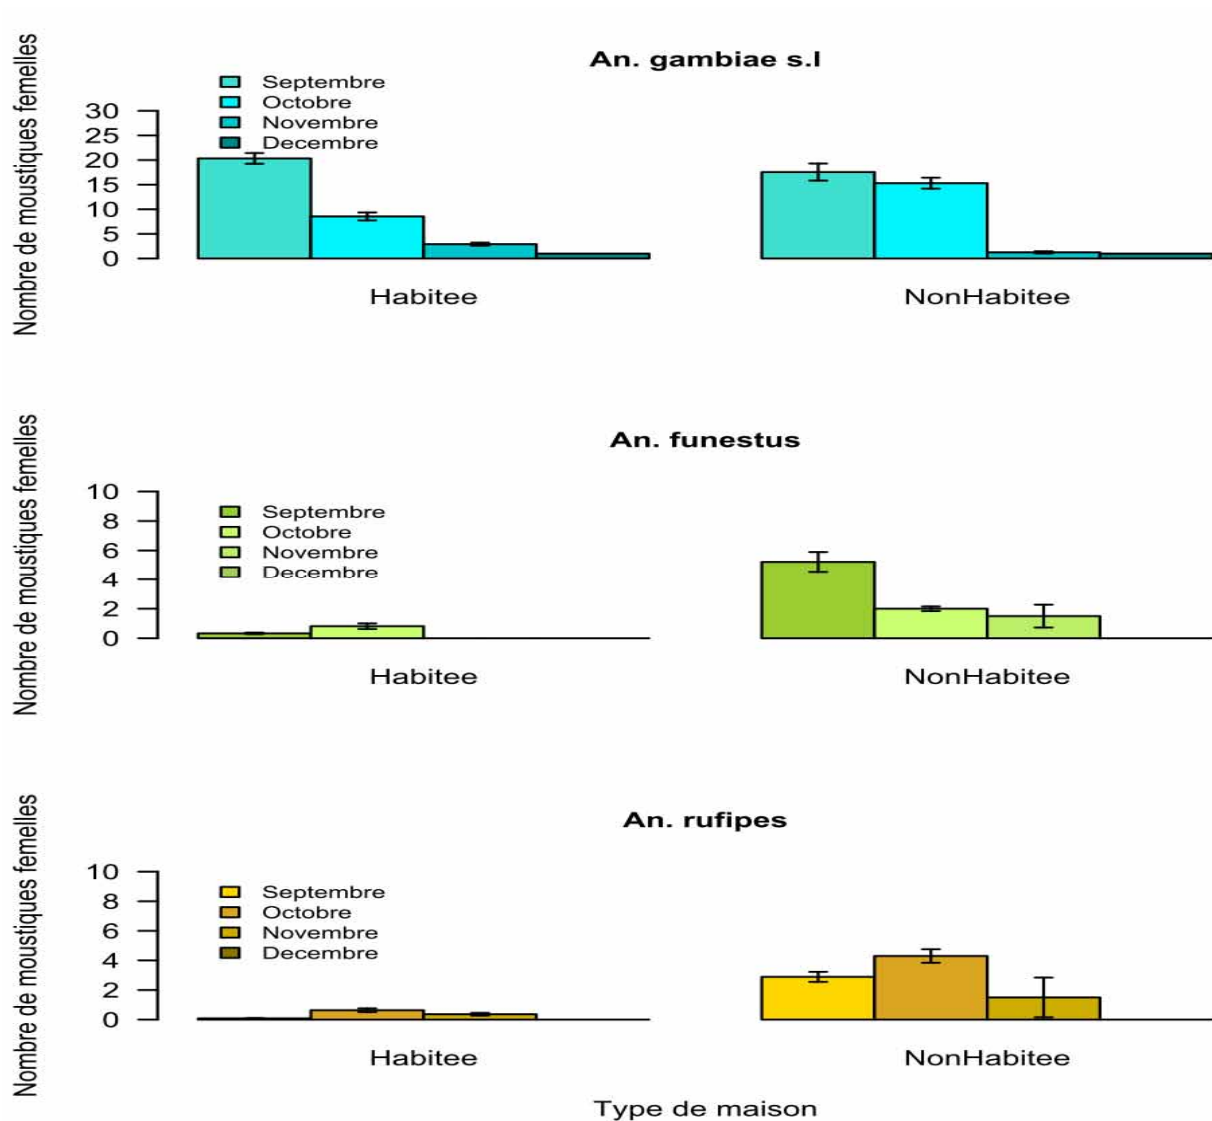 An. gambiae s.l
Nombre de moustiques femelles
Septembre
Octobre
Novembre
Decembre
30
25
20
15
10
5
0
Habitee
NonHabitee
An. funestus
Nombre de moustiques femelles
Septembre
Octobre
Novembre
Decembre
10
8
6
4
2
0
Habitee
NonHabitee
An. rufipes
Nombre de moustiques femelles
Septembre
Octobre
Novembre
Decembre
10
8
6
4
2
0
Habitee
NonHabitee
Type de maison